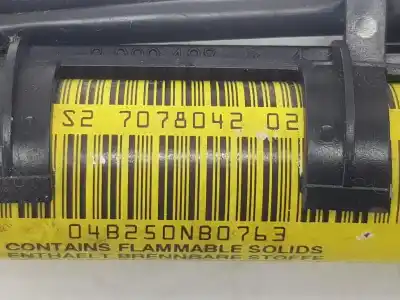 S2 7078042 02
04B250NB0763
CONTAINS FLAMMABLE SOLIDS
ENTHAELT BRENNBARE STOFFE